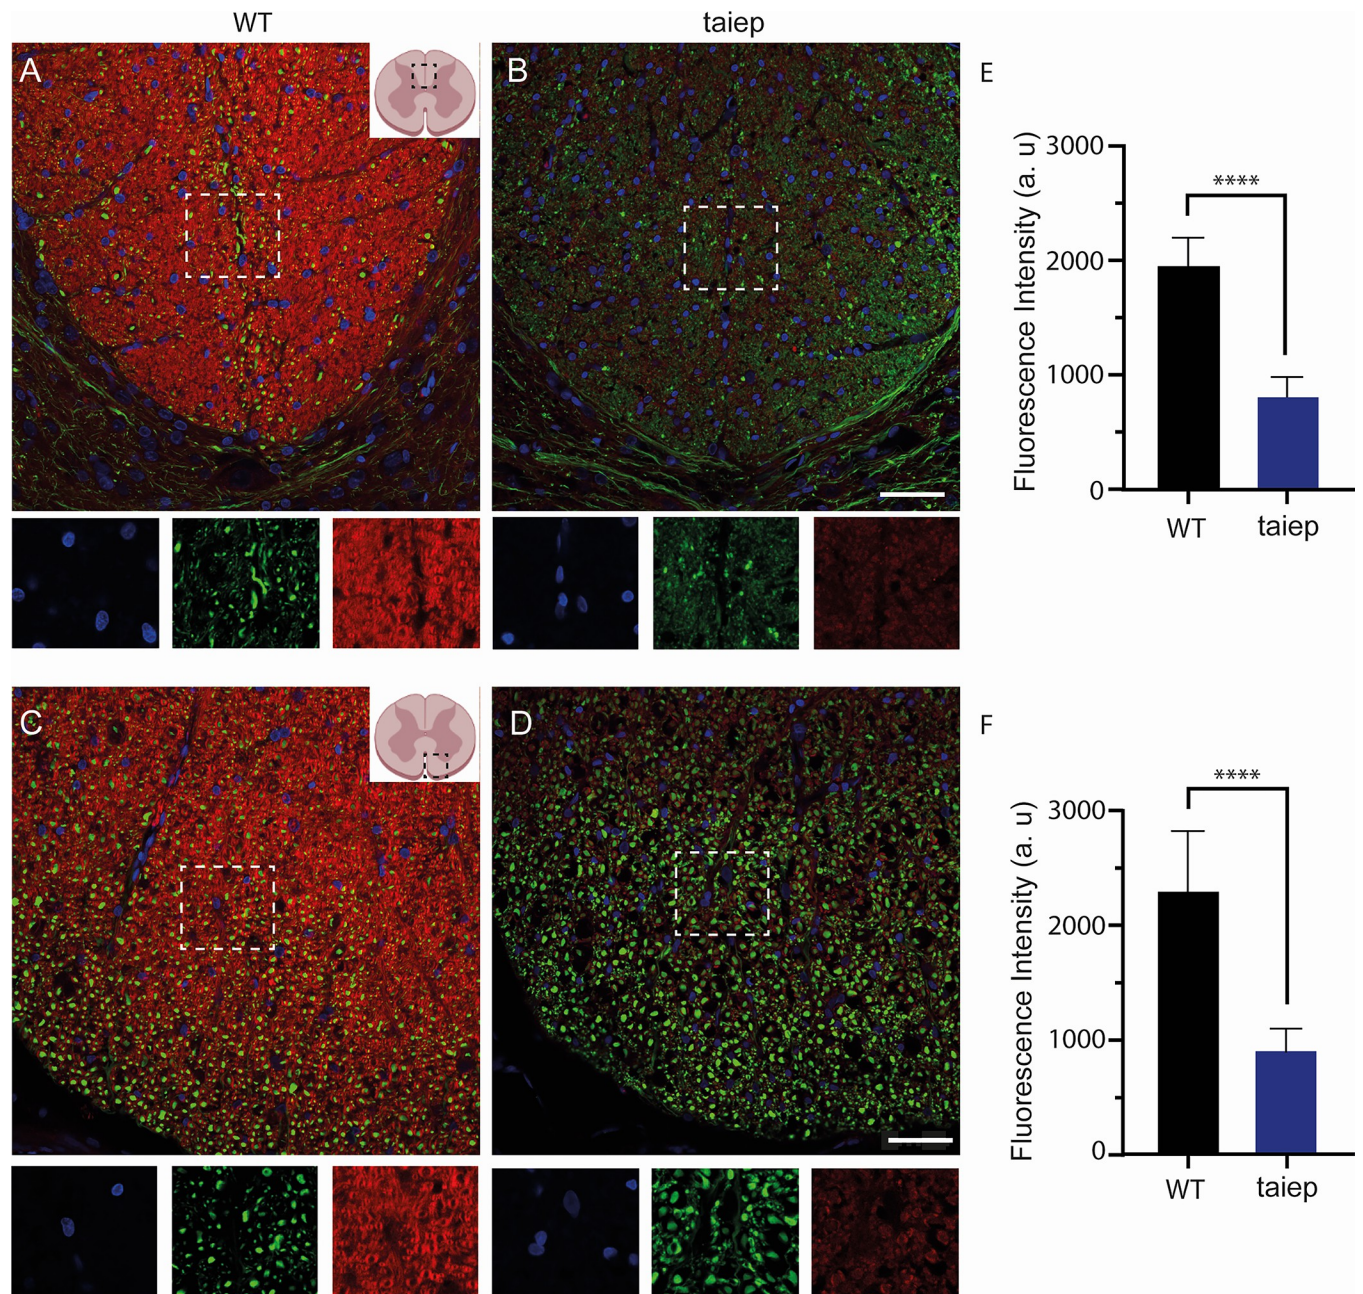 WT
taiep
A
B
E
Fluorescence Intensity (a. u)
3000
2000
1000
0
****
WT
taiep
C
D
F
Fluorescence Intensity (a. u)
3000
2000
1000
0
****
WT
taiep